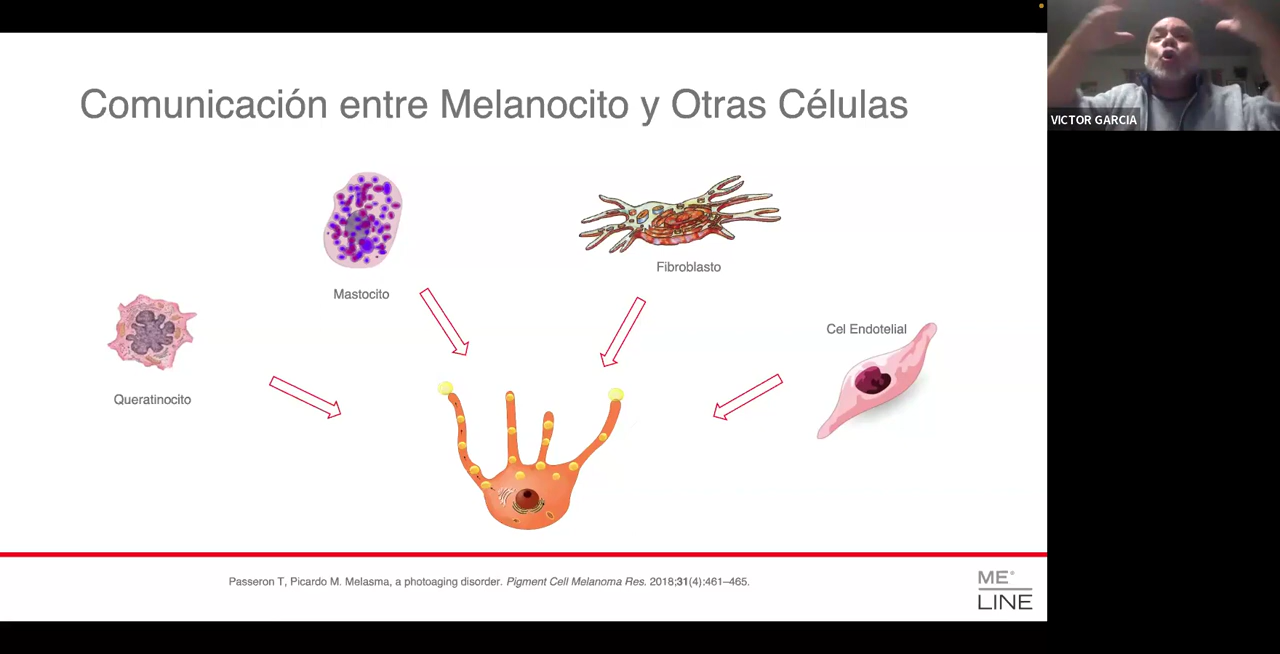 Comunicación entre Melanocito y Otras Células
VICTOR GARCIA
Mastocito
Fibroblasto
Queratinocito
Cel Endotelial
Passeron T, Picardo M. Melasma, a photoaging disorder. Pigment Cell Melanoma Res. 2018;31(4):461–465.
ME®
LINE